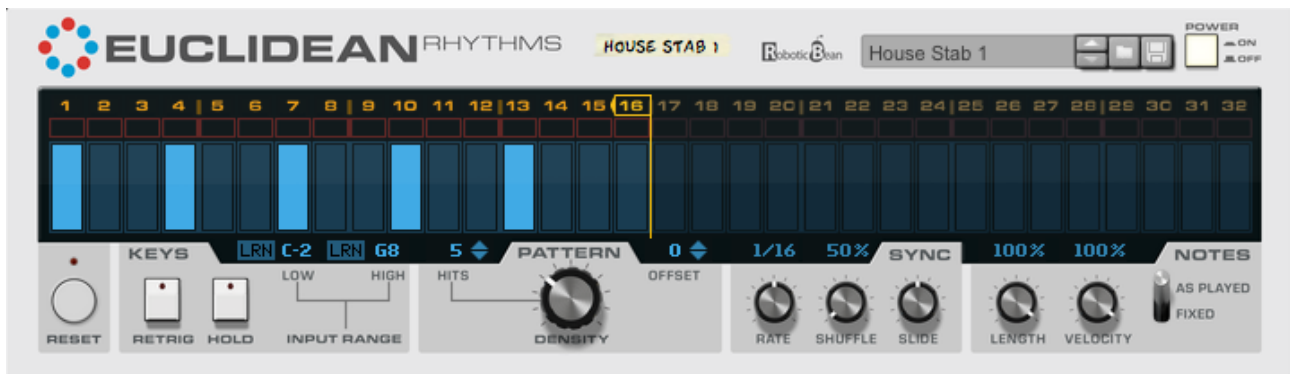 EUCLIDEAN RHYTHMS HOUSE STAB 1 RoboticBean House Stab 1 POWER
ON
OFF
1 2 3 4 5 6 7 8 9 10 11 12 13 14 15 16 17 18 19 20 21 22 23 24 25 26 27 28 29 30 31 32
KEYS LRN C-2 LRN G8 5 PATTERN 0 1/16 50% SYNC 100% 100% NOTES
LOW HIGH HITS OFFSET AS PLAYED
FIXED
RESET RETRIG HOLD INPUT RANGE DENSITY RATE SHUFFLE SLIDE LENGTH VELOCITY